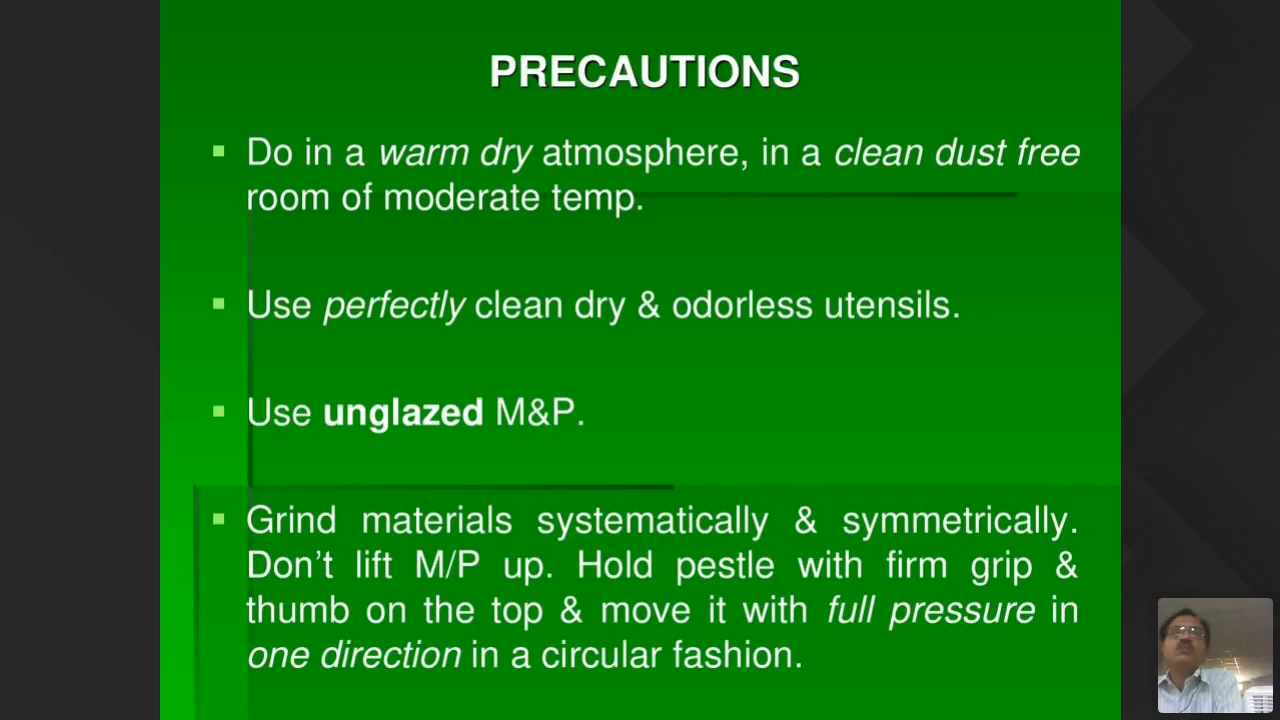 PRECAUTIONS
Do in a warm dry atmosphere, in a clean dust free
room of moderate temp.
Use perfectly clean dry & odorless utensils.
Use unglazed M&P.
Grind materials systematically & symmetrically.
Don’t lift M/P up. Hold pestle with firm grip &
thumb on the top & move it with full pressure in
one direction in a circular fashion.